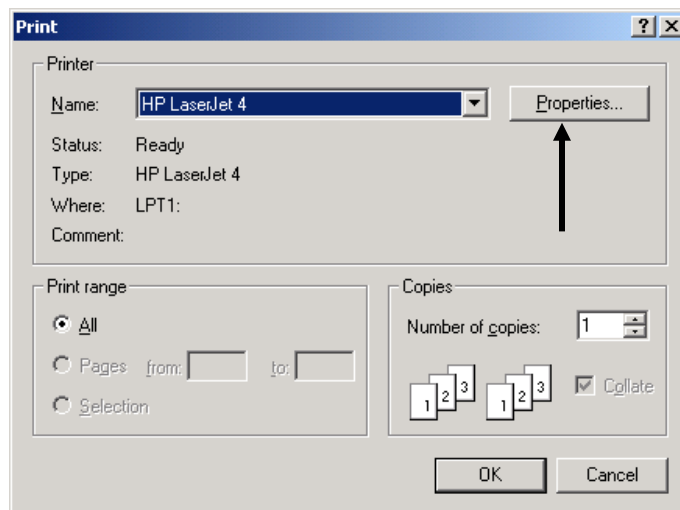 Print ? X
Printer
Name: HP LaserJet 4 Properties...
Status: Ready
Type: HP LaserJet 4
Where: LPT1:
Comment:
Print range
All
Pages from: to:
Selection
Copies
Number of copies: 1
1 2 3 1 2 3 Collate
OK Cancel